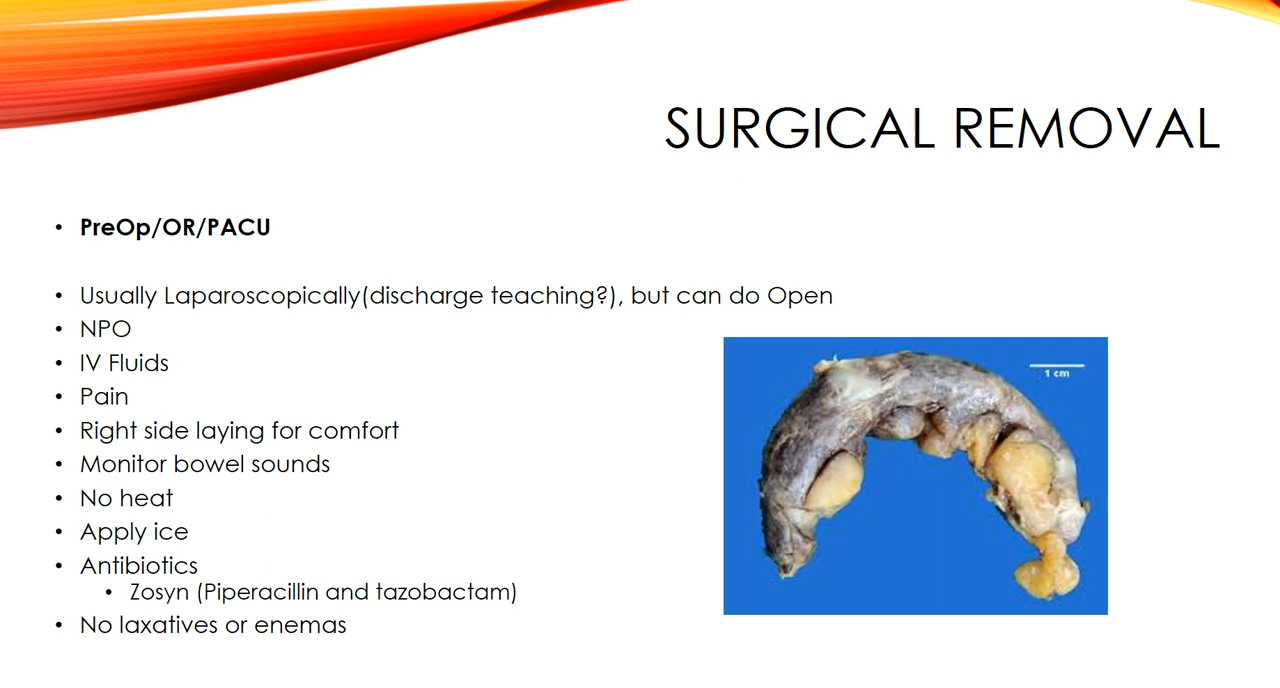 SURGICAL REMOVAL
• PreOp/OR/PACU
• Usually Laparoscopically(discharge teaching?), but can do Open
• NPO
• IV Fluids
• Pain
• Right side laying for comfort
• Monitor bowel sounds
• No heat
• Apply ice
• Antibiotics
• Zosyn (Piperacillin and tazobactam)
• No laxatives or enemas
1 cm